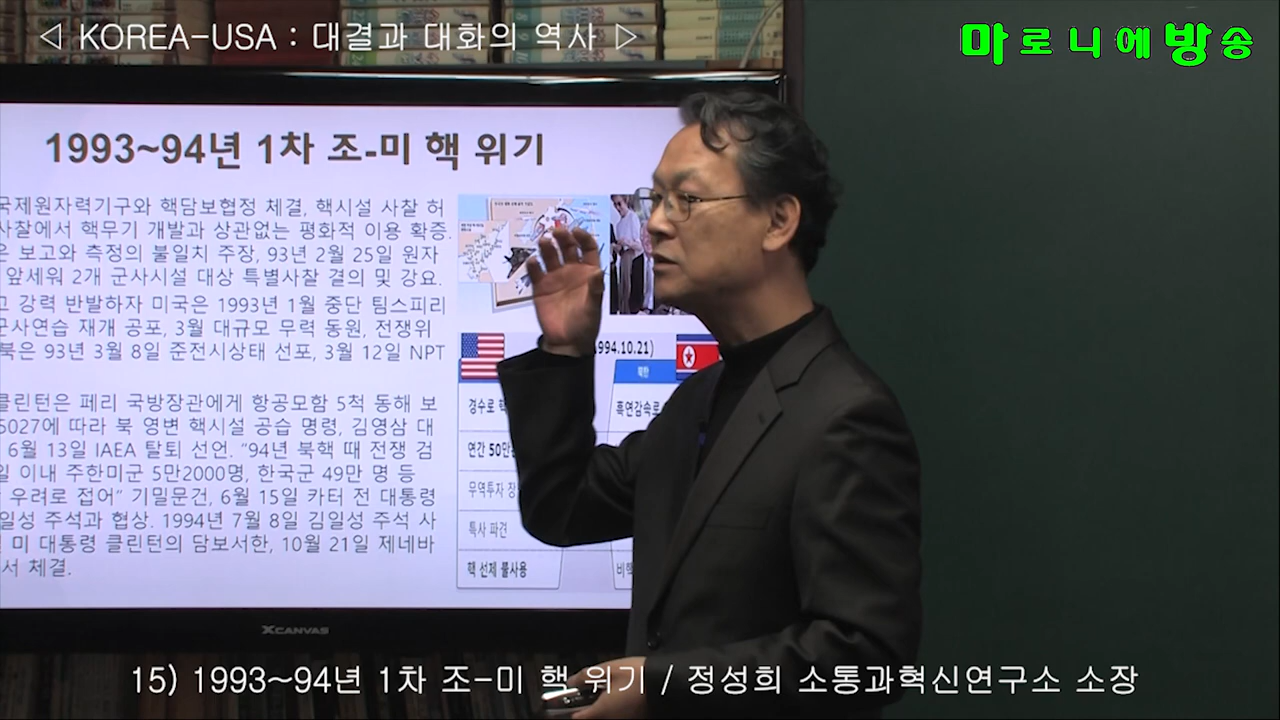 ◁ KOREA-USA : 대결과 대화의 역사 ▷
마로니에방송
1993~94년 1차 조-미 핵 위기
국제원자력기구와 핵담보협정 체결, 핵시설 사찰 허
사찰에서 핵무기 개발과 상관없는 평화적 이용 확증.
은 보고와 측정의 불일치 주장, 93년 2월 25일 원자
앞세워 2개 군사시설 대상 특별사찰 결의 및 강요.
고 강력 반발하자 미국은 1993년 1월 중단 팀스피리
군사연습 재개 공포, 3월 대규모 무력 동원, 전쟁위
북은 93년 3월 8일 준전시상태 선포, 3월 12일 NPT
클린턴은 페리 국방장관에게 항공모함 5척 동해 보
5027에 따라 북 영변 핵시설 공습 명령, 김영삼 대
6월 13일 IAEA 탈퇴 선언. “94년 북핵 때 전쟁 검
일 이내 주한미군 5만2000명, 한국군 49만 명 등
우려로 접어” 기밀문건, 6월 15일 카터 전 대통령
일성 주석과 협상. 1994년 7월 8일 김일성 주석 사
미 대통령 클린턴의 담보서한, 10월 21일 제네바
서 체결.
1994.10.21)
북한
경수로 핵
흑연감속로
연간 50만
무역투자 장
특사 파견
핵 선제 불사용
비핵
XCANVAS
15) 1993~94년 1차 조-미 핵 위기 / 정성희 소통과혁신연구소 소장